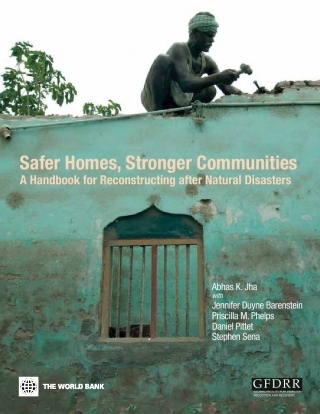 Safer Homes, Stronger Communities
A Handbook for Reconstructing after Natural Disasters
Abhas K. Jha
with
Jennifer Duyne Barenstein
Priscilla M. Phelps
Daniel Pittet
Stephen Sena
THE WORLD BANK
GFDRR